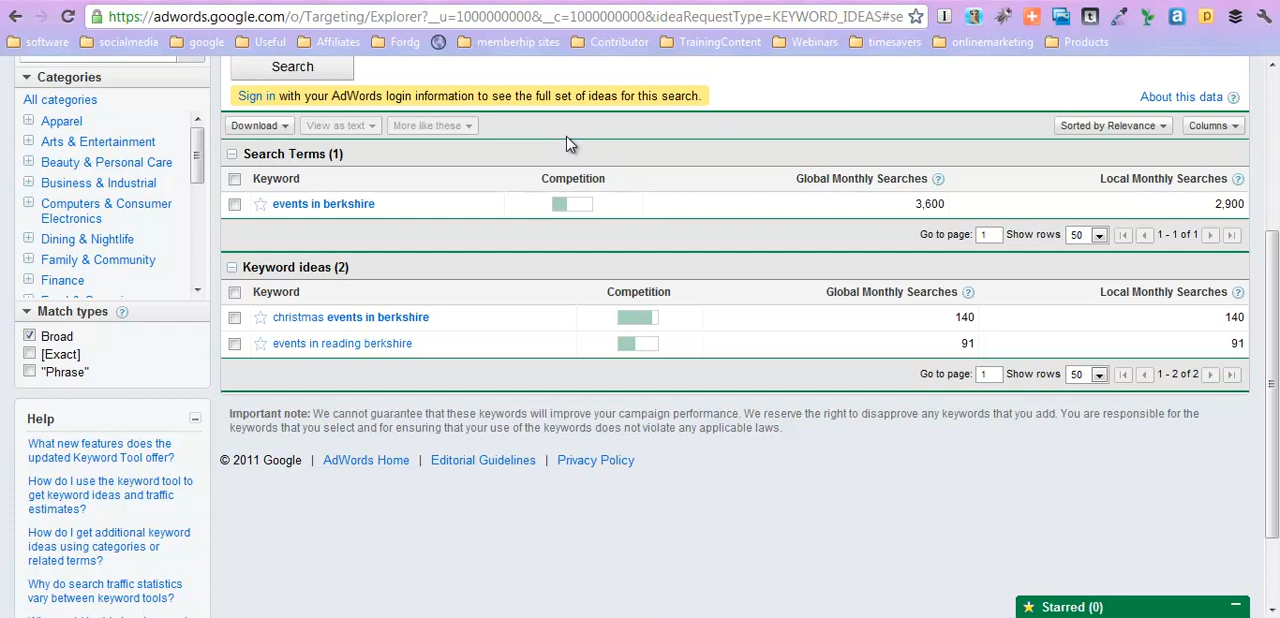 https://adwords.google.com/o/Targeting/Explorer?__u=1000000000&__c=1000000000&ideaRequestType=KEYWORD_IDEAS#se
software socialmedia google Useful Affiliates Fordg memberhip sites Contributor TrainingContent Webinars timesavers onlinemarketing Products
Categories
All categories
Apparel
Arts & Entertainment
Beauty & Personal Care
Business & Industrial
Computers & Consumer
Electronics
Dining & Nightlife
Family & Community
Finance
Match types ?
Broad
[Exact]
"Phrase"
Help
What new features does the
updated Keyword Tool offer?
How do I use the keyword tool to
get keyword ideas and traffic
estimates?
How do I get additional keyword
ideas using categories or
related terms?
Why do search traffic statistics
vary between keyword tools?
Search
Sign in with your AdWords login information to see the full set of ideas for this search.
About this data ?
Download View as text More like these Sorted by Relevance Columns
Search Terms (1)
Keyword Competition Global Monthly Searches ? Local Monthly Searches ?
events in berkshire 3,600 2,900
Go to page: 1 Show rows 50 1 - 1 of 1
Keyword ideas (2)
Keyword Competition Global Monthly Searches ? Local Monthly Searches ?
christmas events in berkshire 140 140
events in reading berkshire 91 91
Go to page: 1 Show rows 50 1 - 2 of 2
Important note: We cannot guarantee that these keywords will improve your campaign performance. We reserve the right to disapprove any keywords that you add. You are responsible for the
keywords that you select and for ensuring that your use of the keywords does not violate any applicable laws.
© 2011 Google | AdWords Home | Editorial Guidelines | Privacy Policy
Starred (0)